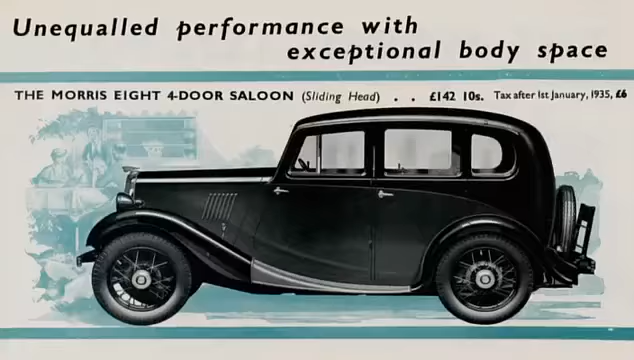 Unequalled performance with
exceptional body space
THE MORRIS EIGHT 4-DOOR SALOON (Sliding Head) . . £142 10s. Tax after 1st January, 1935, £6